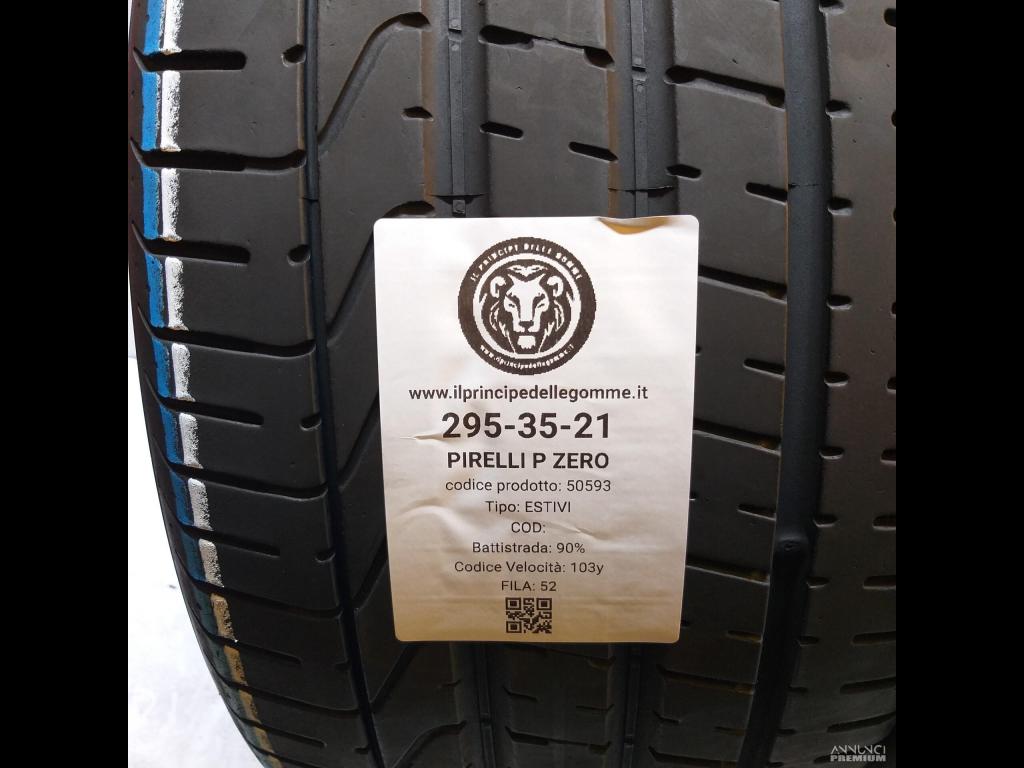 IL PRINCIPE DELLE GOMME
www.ilprincipedellegomme.it
www.ilprincipedellegomme.it
295-35-21
PIRELLI P ZERO
codice prodotto: 50593
Tipo: ESTIVI
COD:
Battistrada: 90%
Codice Velocità: 103y
FILA: 52
ANNUNCI
PREMIUM